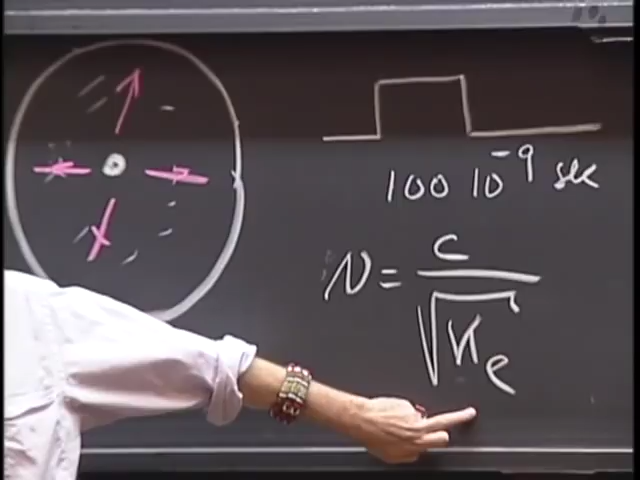 100 10⁻⁹ sec
v = c / √κₑ